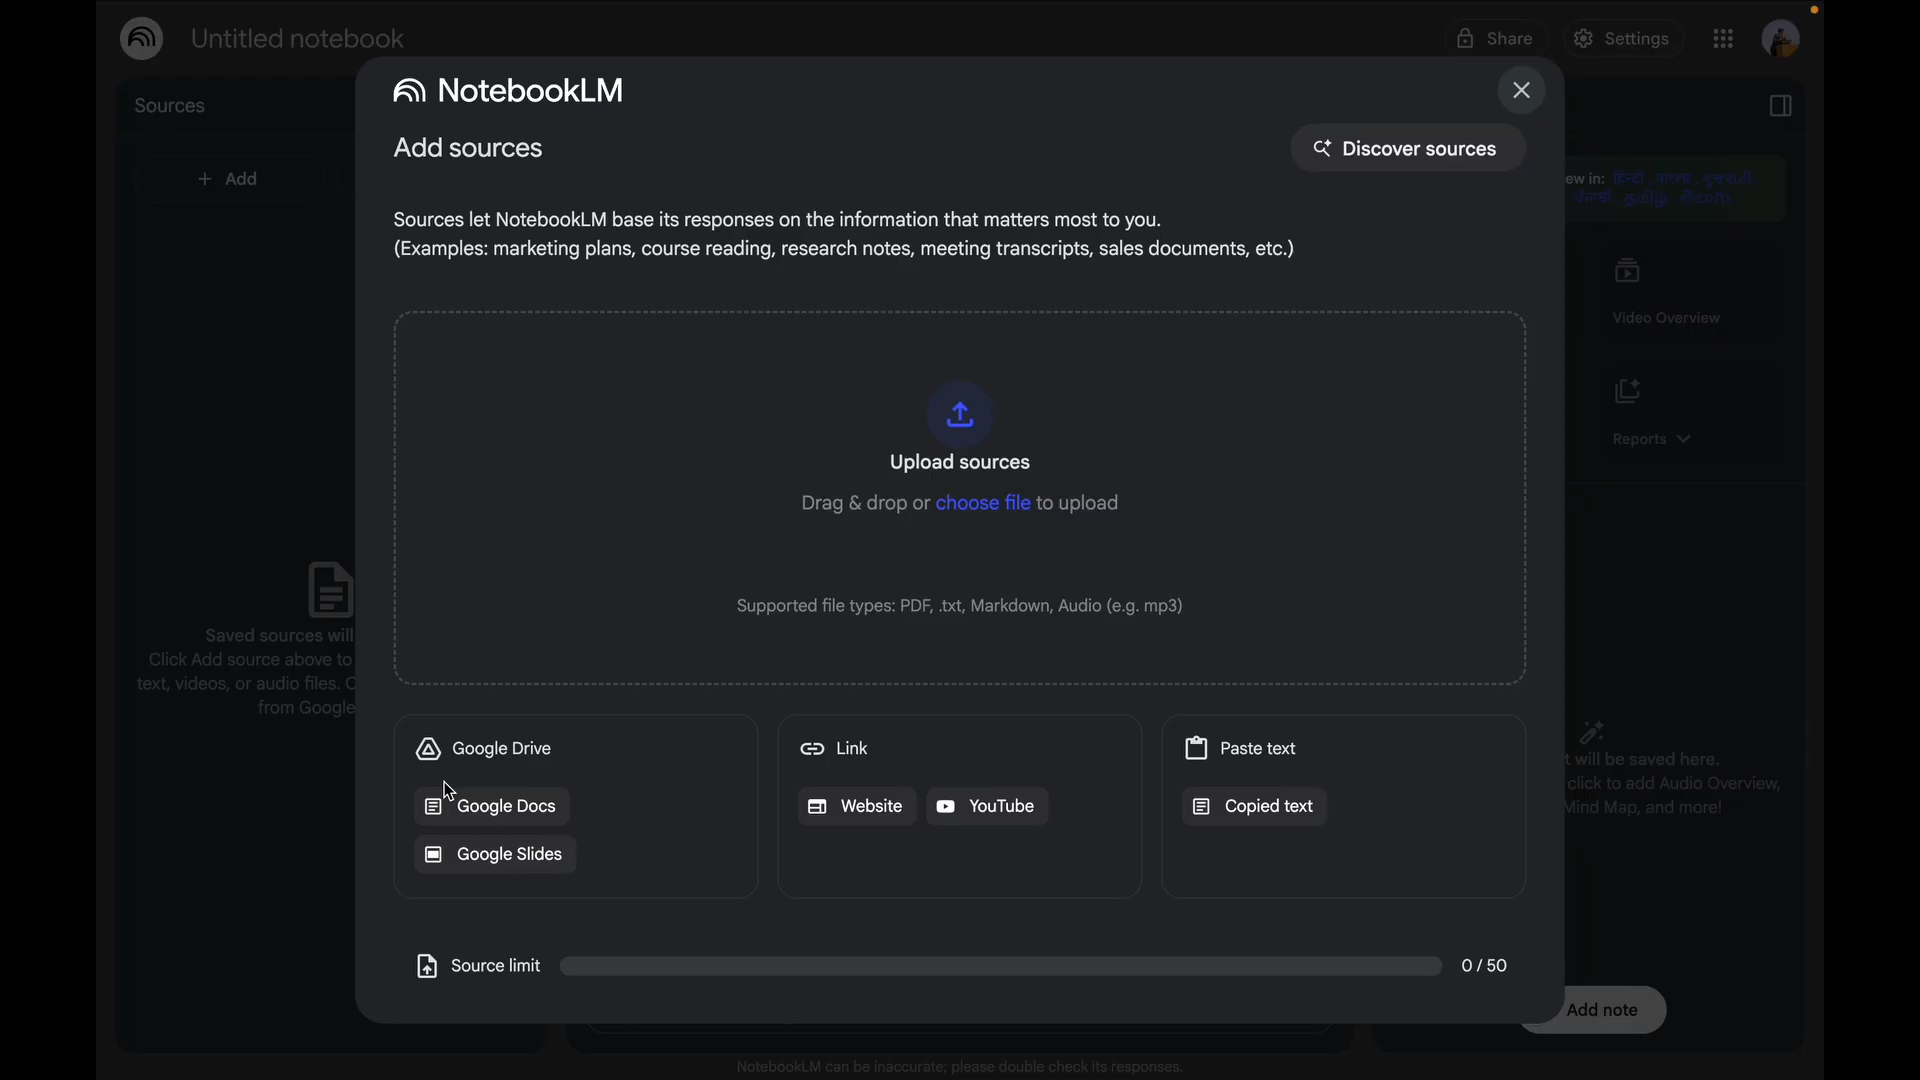 Untitled notebook
Share
Settings
NotebookLM
Sources
Add sources
Discover sources
+ Add
ew in: हिन्दी, বাংলা, ગુજરાતી
ਪੰਜਾਬੀ, தமிழ், తెలుగు
Sources let NotebookLM base its responses on the information that matters most to you.
(Examples: marketing plans, course reading, research notes, meeting transcripts, sales documents, etc.)
Video Overview
Reports
Upload sources
Drag & drop or choose file to upload
Supported file types: PDF, .txt, Markdown, Audio (e.g. mp3)
Saved sources will
Click Add source above to
text, videos, or audio files. O
from Google
Google Drive
Google Docs
Google Slides
Link
Website
YouTube
Paste text
Copied text
t will be saved here.
click to add Audio Overview,
Mind Map, and more!
Source limit
0 / 50
Add note
NotebookLM can be inaccurate; please double check its responses.